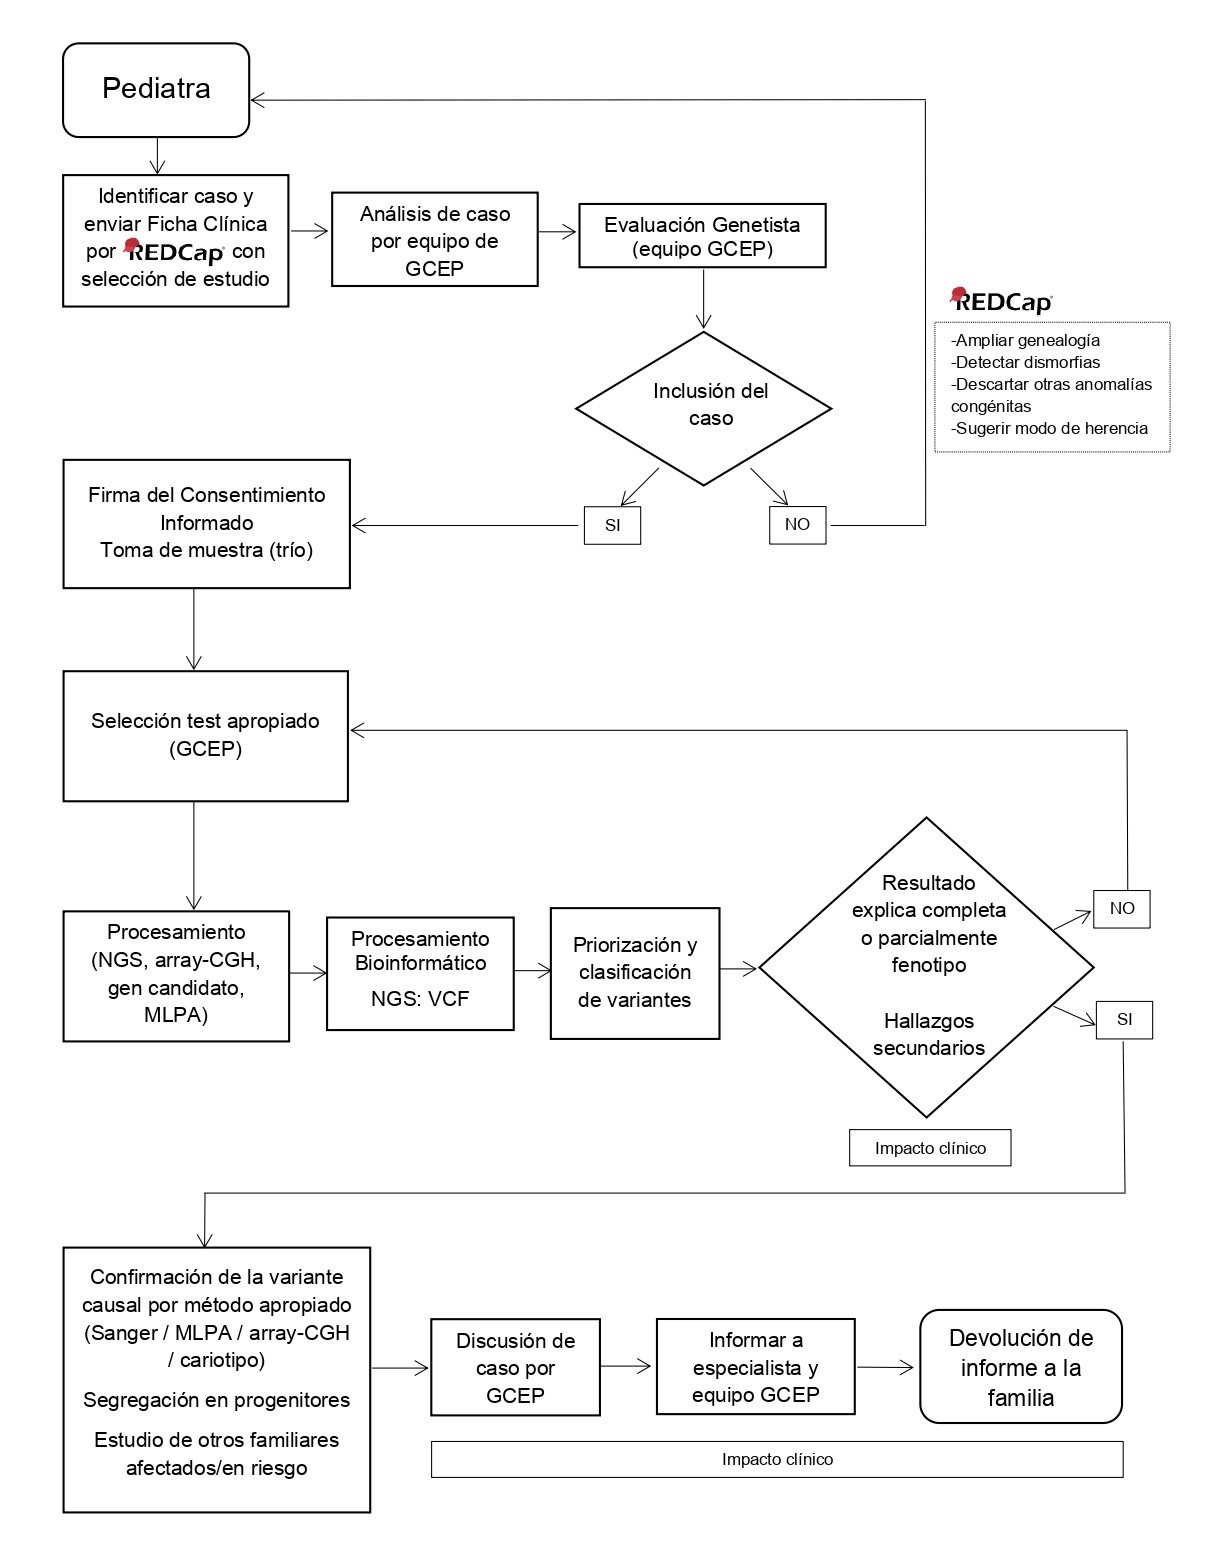 Pediatra
Identificar caso y
enviar Ficha Clínica
por REDCap con
selección de estudio
Análisis de caso
por equipo de
GCEP
Evaluación Genetista
(equipo GCEP)
REDCap
-Ampliar genealogía
-Detectar dismorfias
-Descartar otras anomalías
congénitas
-Sugerir modo de herencia
Inclusión del
caso
SI
NO
Firma del Consentimiento
Informado
Toma de muestra (trío)
Selección test apropiado
(GCEP)
Procesamiento
(NGS, array-CGH,
gen candidato,
MLPA)
Procesamiento
Bioinformático
NGS: VCF
Priorización y
clasificación
de variantes
Resultado
explica completa
o parcialmente
fenotipo
Hallazgos
secundarios
NO
SI
Impacto clínico
Confirmación de la variante
causal por método apropiado
(Sanger / MLPA / array-CGH
/ cariotipo)
Segregación en progenitores
Estudio de otros familiares
afectados/en riesgo
Discusión de
caso por
GCEP
Informar a
especialista y
equipo GCEP
Devolución de
informe a la
familia
Impacto clínico